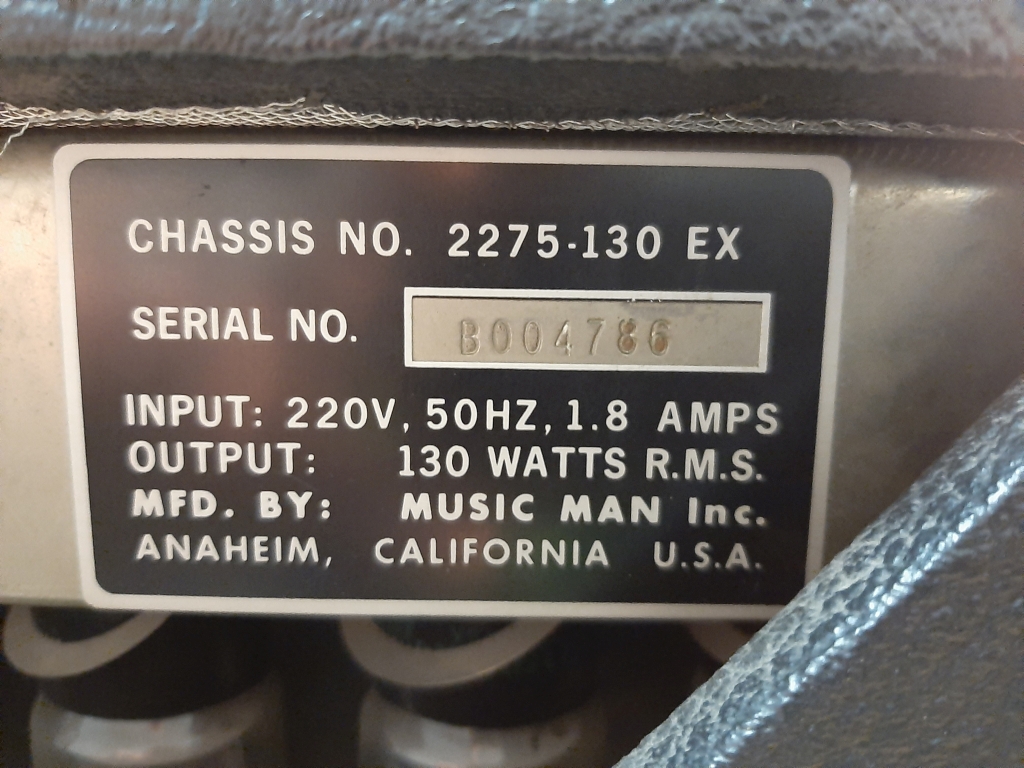 CHASSIS NO. 2275-130 EX
SERIAL NO. B004786
INPUT: 220V, 50HZ, 1.8 AMPS
OUTPUT: 130 WATTS R.M.S.
MFD. BY: MUSIC MAN Inc.
ANAHEIM, CALIFORNIA U.S.A.